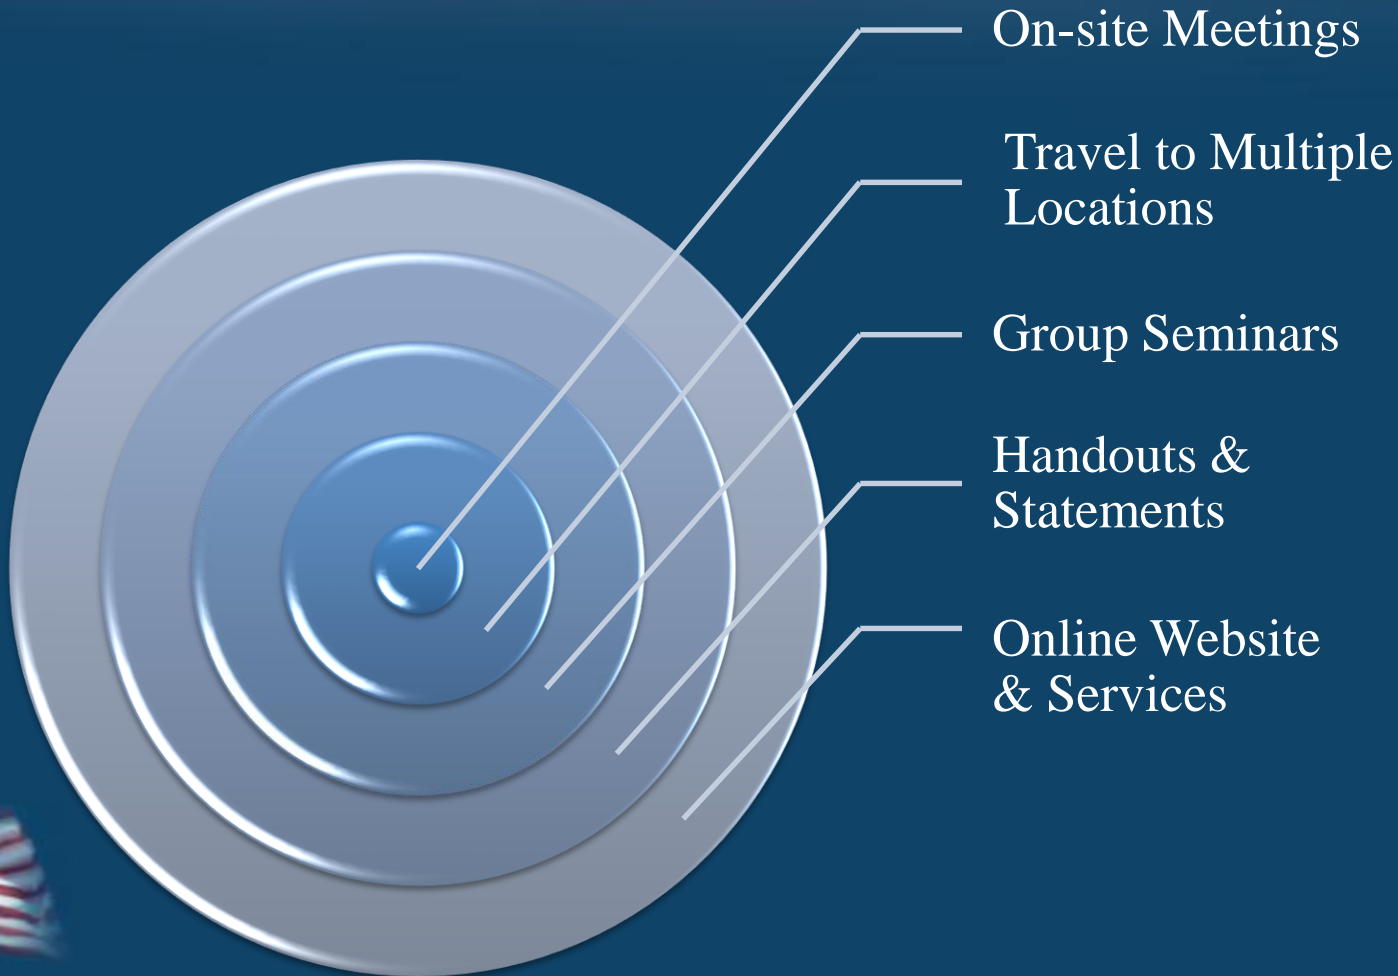 On-site Meetings
Travel to Multiple
Locations
Group Seminars
Handouts &
Statements
Online Website
& Services